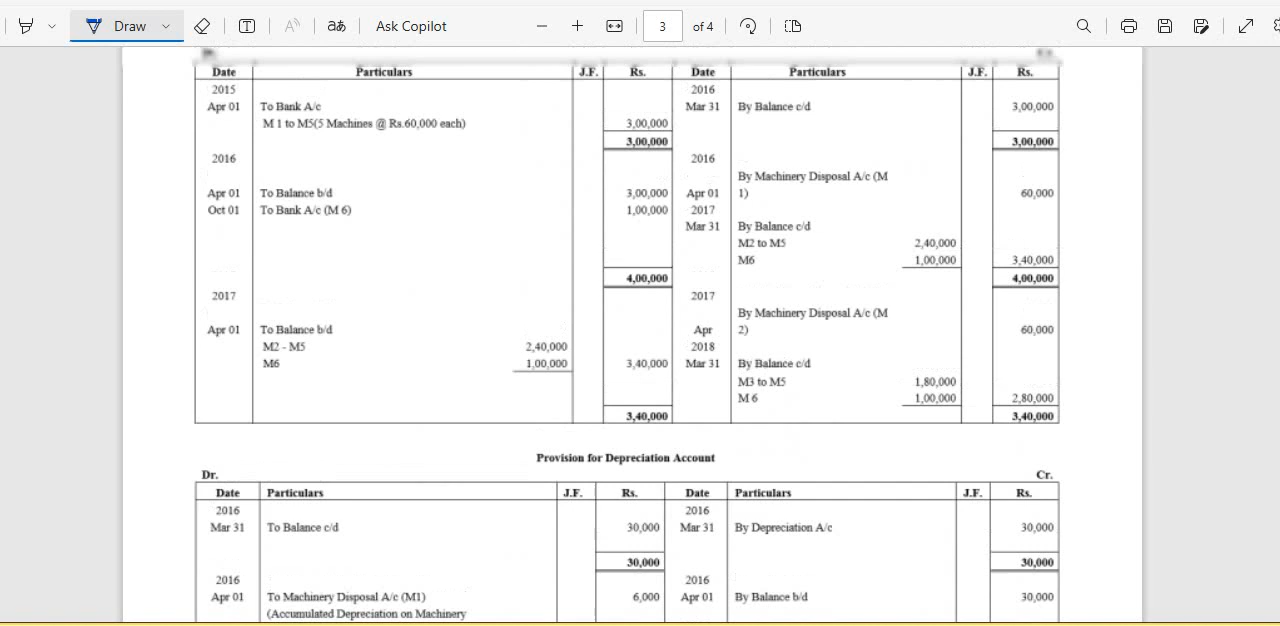 Draw
T
A
aあ
Ask Copilot
3
of 4
Date Particulars J.F. Rs. Date Particulars J.F. Rs.
2015 2016
Apr 01 To Bank A/c Mar 31 By Balance c/d 3,00,000
M 1 to M5(5 Machines @ Rs.60,000 each) 3,00,000
3,00,000 3,00,000
2016 2016
By Machinery Disposal A/c (M
Apr 01 To Balance b/d 3,00,000 Apr 01 1) 60,000
Oct 01 To Bank A/c (M 6) 1,00,000 2017
Mar 31 By Balance c/d
M2 to M5 2,40,000
M6 1,00,000 3,40,000
4,00,000 4,00,000
2017 2017
By Machinery Disposal A/c (M
Apr 01 To Balance b/d Apr 2) 60,000
M2 - M5 2,40,000 2018
M6 1,00,000 3,40,000 Mar 31 By Balance c/d
M3 to M5 1,80,000
M 6 1,00,000 2,80,000
3,40,000 3,40,000
Provision for Depreciation Account
Dr. Cr.
Date Particulars J.F. Rs. Date Particulars J.F. Rs.
2016 2016
Mar 31 To Balance c/d 30,000 Mar 31 By Depreciation A/c 30,000
30,000 30,000
2016 2016
Apr 01 To Machinery Disposal A/c (M1) 6,000 Apr 01 By Balance b/d 30,000
(Accumulated Depreciation on Machinery